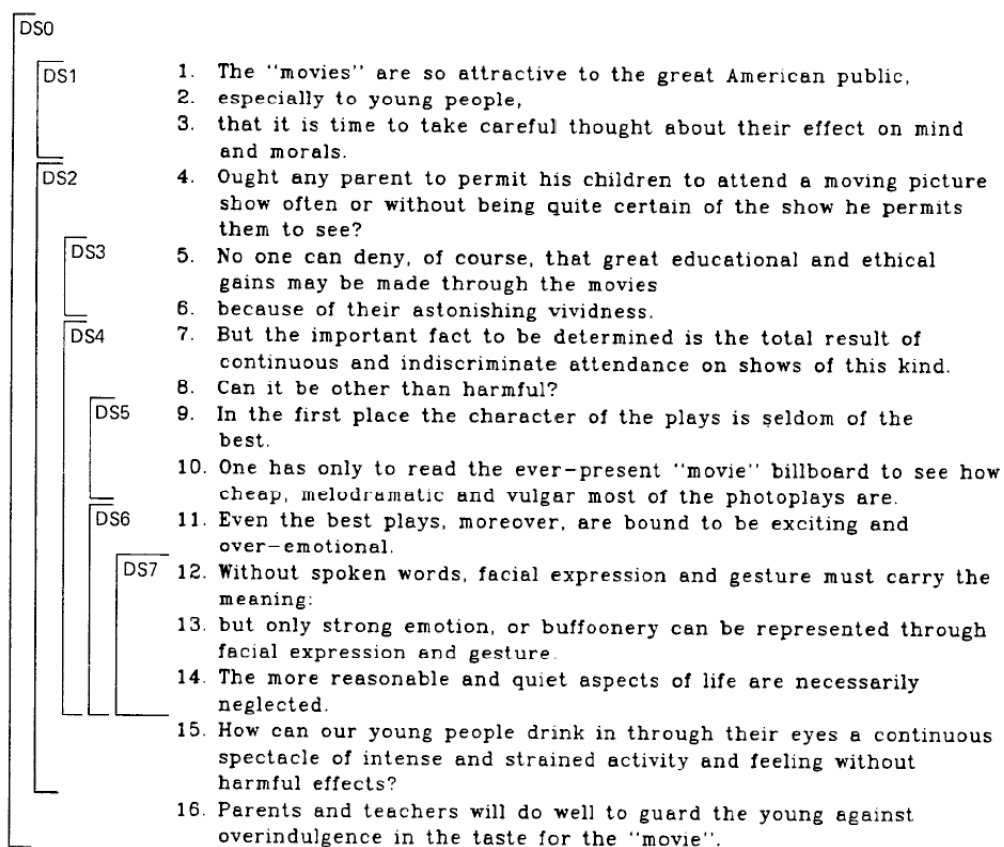 DS0
DS1 1. The "movies" are so attractive to the great American public,
2. especially to young people,
3. that it is time to take careful thought about their effect on mind
and morals.
DS2 4. Ought any parent to permit his children to attend a moving picture
show often or without being quite certain of the show he permits
them to see?
DS3 5. No one can deny, of course, that great educational and ethical
gains may be made through the movies
6. because of their astonishing vividness.
DS4 7. But the important fact to be determined is the total result of
continuous and indiscriminate attendance on shows of this kind.
8. Can it be other than harmful?
DS5 9. In the first place the character of the plays is seldom of the
best.
10. One has only to read the ever-present "movie" billboard to see how
cheap, melodramatic and vulgar most of the photoplays are.
DS6 11. Even the best plays, moreover, are bound to be exciting and
over-emotional.
DS7 12. Without spoken words, facial expression and gesture must carry the
meaning:
13. but only strong emotion, or buffoonery can be represented through
facial expression and gesture.
14. The more reasonable and quiet aspects of life are necessarily
neglected.
15. How can our young people drink in through their eyes a continuous
spectacle of intense and strained activity and feeling without
harmful effects?
16. Parents and teachers will do well to guard the young against
overindulgence in the taste for the "movie".